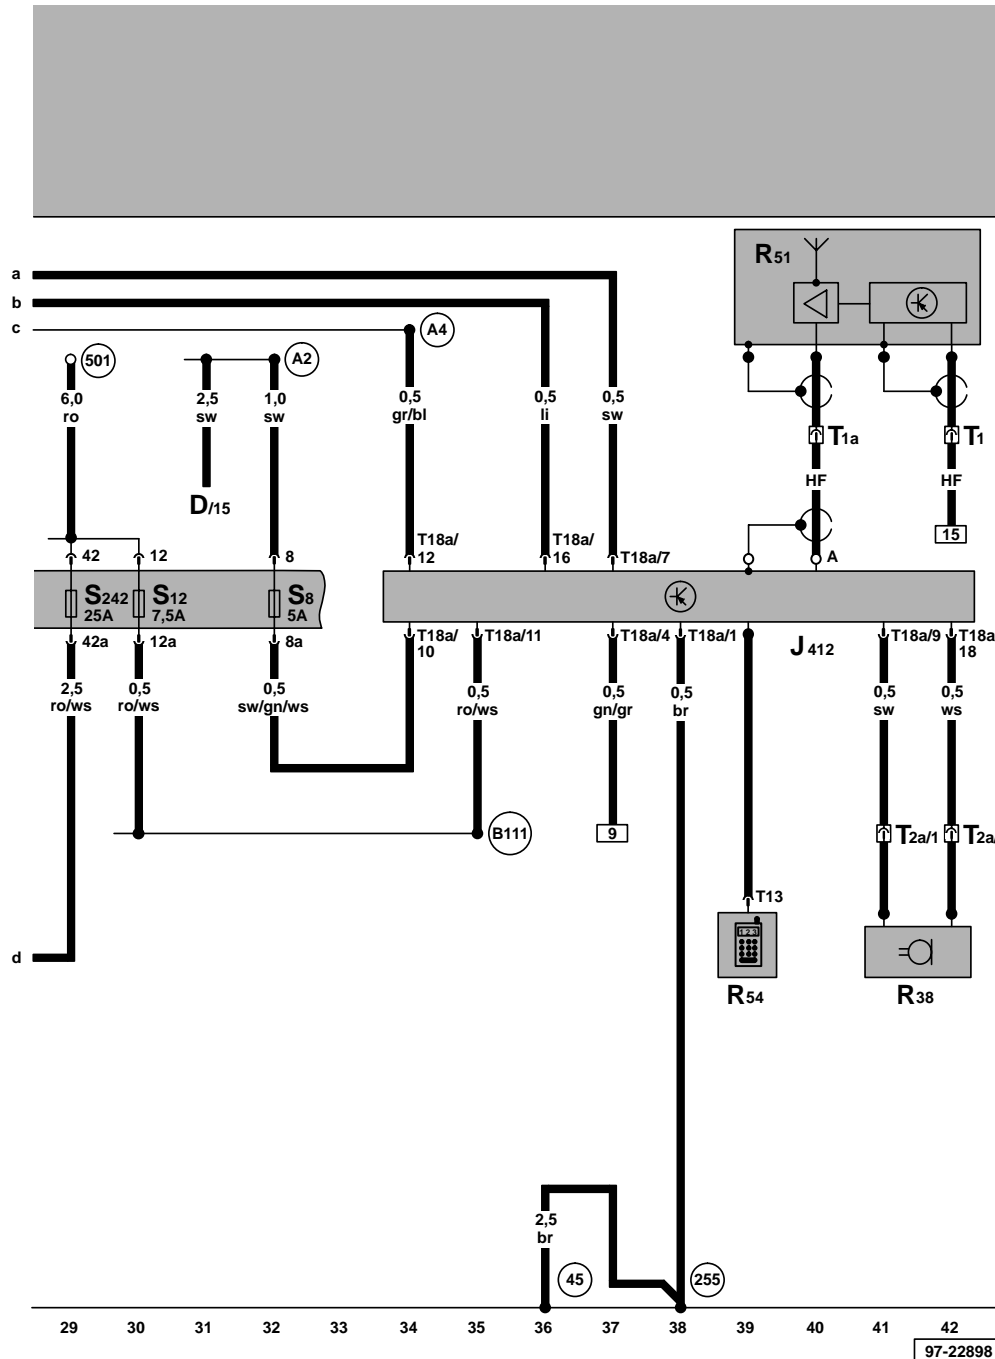 R51
a
b
c
A4
501
A2
6,0
ro
2,5
sw
1,0
sw
0,5
gr/bl
0,5
li
0,5
sw
T1a
T1
D/15
HF
HF
15
42
12
8
T18a/
12
T18a/
16
T18a/7
A
S242
25A
S12
7,5A
S8
5A
42a
12a
8a
T18a/
10
T18a/11
T18a/4
T18a/1
J412
T18a/9
T18a
18
2,5
ro/ws
0,5
ro/ws
0,5
sw/gn/ws
0,5
ro/ws
0,5
gn/gr
0,5
br
0,5
sw
0,5
ws
B111
9
T2a/1
T2a/
T13
1 2 3
d
R54
R38
2,5
br
45
255
29 30 31 32 33 34 35 36 37 38 39 40 41 42
97-22898